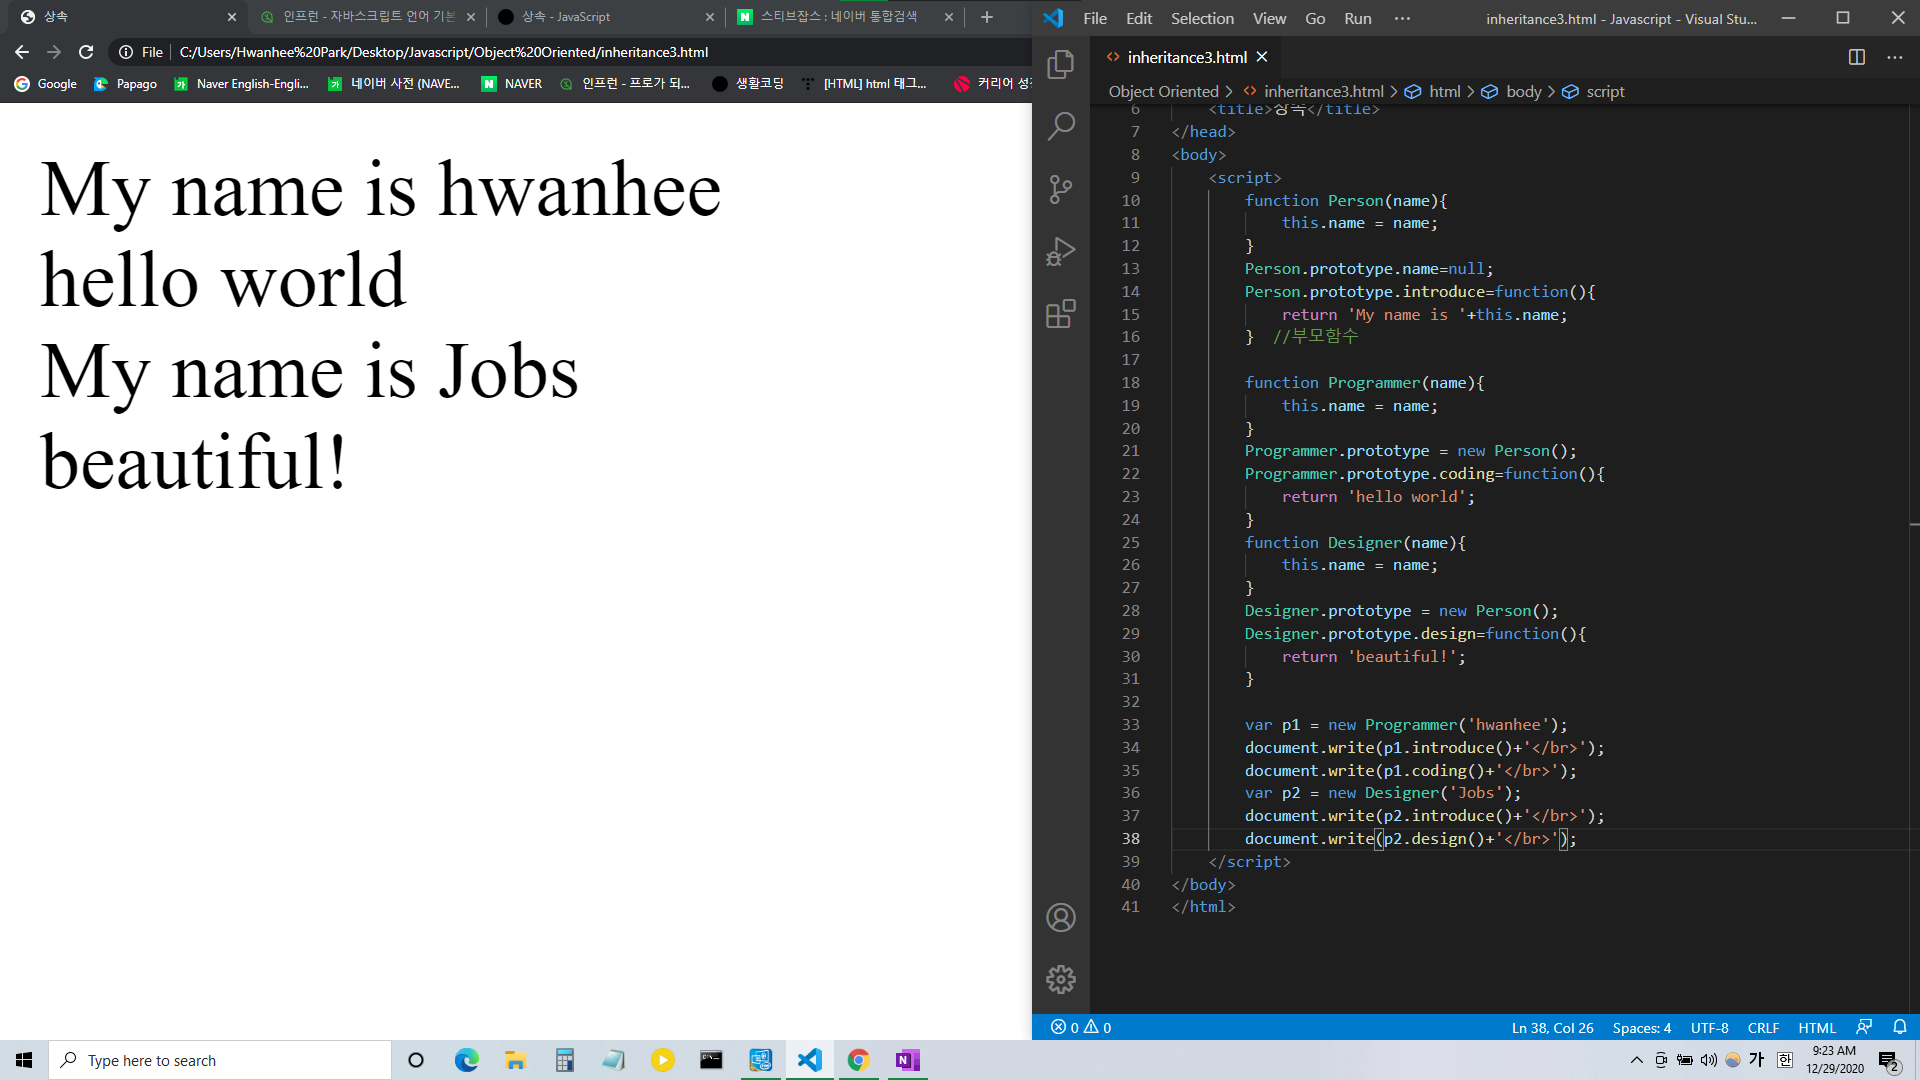 상속
인프런 - 자바스크립트 언어 기본
상속 - JavaScript
스티브잡스 : 네이버 통합검색
File
C:/Users/Hwanhee%20Park/Desktop/Javascript/Object%20Oriented/inheritance3.html
Google
Papago
Naver English-Engli...
네이버 사전 (NAVE...
NAVER
인프런 - 프로가 되...
생활코딩
[HTML] html 태그...
커리어
My name is hwanhee
hello world
My name is Jobs
beautiful!
File Edit Selection View Go Run ···
inheritance3.html - Javascript - Visual Stu...
inheritance3.html
Object Oriented > inheritance3.html > html > body > script
6 <title>상속</title>
7 </head>
8 <body>
9 <script>
10 function Person(name){
11 this.name = name;
12 }
13 Person.prototype.name=null;
14 Person.prototype.introduce=function(){
15 return 'My name is '+this.name;
16 } //부모함수
17
18 function Programmer(name){
19 this.name = name;
20 }
21 Programmer.prototype = new Person();
22 Programmer.prototype.coding=function(){
23 return 'hello world';
24 }
25 function Designer(name){
26 this.name = name;
27 }
28 Designer.prototype = new Person();
29 Designer.prototype.design=function(){
30 return 'beautiful!';
31 }
32
33 var p1 = new Programmer('hwanhee');
34 document.write(p1.introduce()+'</br>');
35 document.write(p1.coding()+'</br>');
36 var p2 = new Designer('Jobs');
37 document.write(p2.introduce()+'</br>');
38 document.write(p2.design()+'</br>');
39 </script>
40 </body>
41 </html>
0 0
Ln 38, Col 26 Spaces: 4 UTF-8 CRLF HTML
Type here to search
가 한
9:23 AM
12/29/2020
2